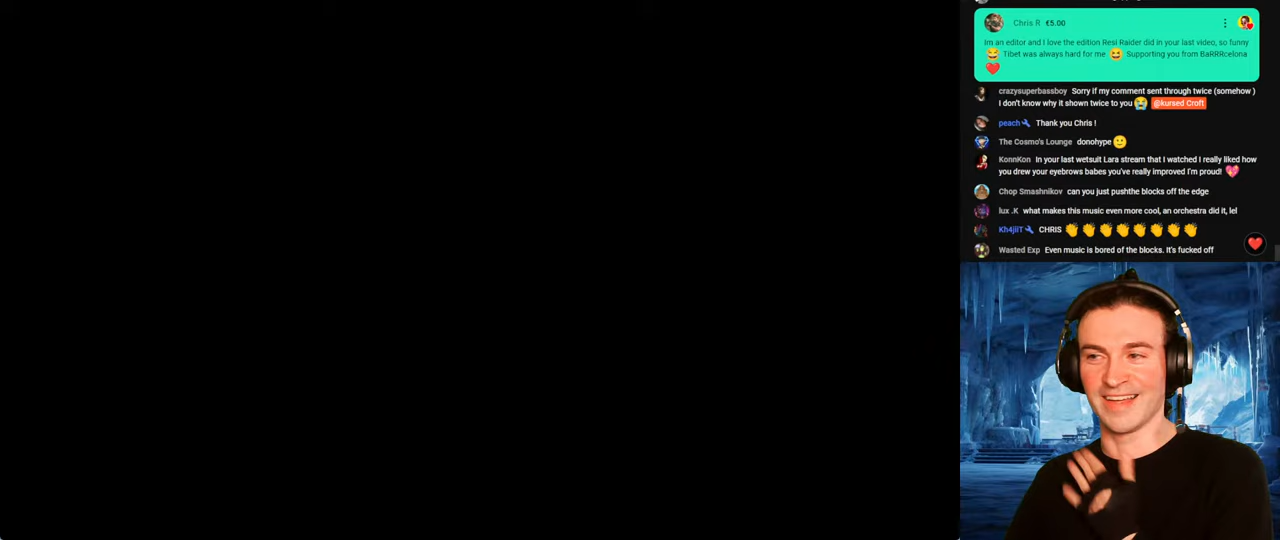 Chris R €5.00
Im an editor and I love the edition Resi Raider did in your last video, so funny
😂 Tibet was always hard for me 😆 Supporting you from BaRRRcelona
❤️
crazysuperbassboy Sorry if my comment sent through twice (somehow )
I don't know why it shown twice to you 😭 @kursed Croft
peach Thank you Chris !
The Cosmo's Lounge donohype 🙂
KonnKon In your last wetsuit Lara stream that I watched I really liked how
you drew your eyebrows babes you've really improved I'm proud! 💖
Chop Smashnikov can you just pushthe blocks off the edge
lux .K what makes this music even more cool, an orchestra did it, lel
Kh4jiiT CHRIS 👏👏👏👏👏👏👏👏
Wasted Exp Even music is bored of the blocks. It's fucked off